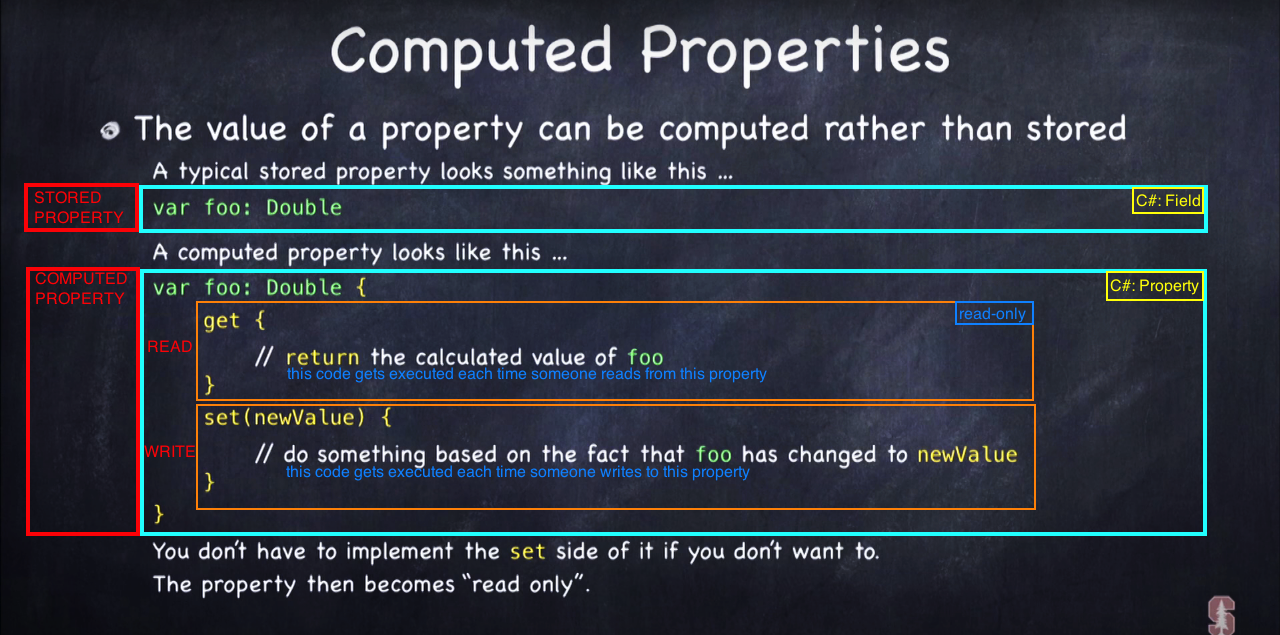 Computed Properties
The value of a property can be computed rather than stored
A typical stored property looks something like this ...
STORED
PROPERTY
var foo: Double
C#: Field
A computed property looks like this ...
COMPUTED
PROPERTY
var foo: Double {
C#: Property
get {
read-only
READ
// return the calculated value of foo
this code gets executed each time someone reads from this property
}
set(newValue) {
WRITE
// do something based on the fact that foo has changed to newValue
this code gets executed each time someone writes to this property
}
}
You don't have to implement the set side of it if you don't want to.
The property then becomes “read only”.
S